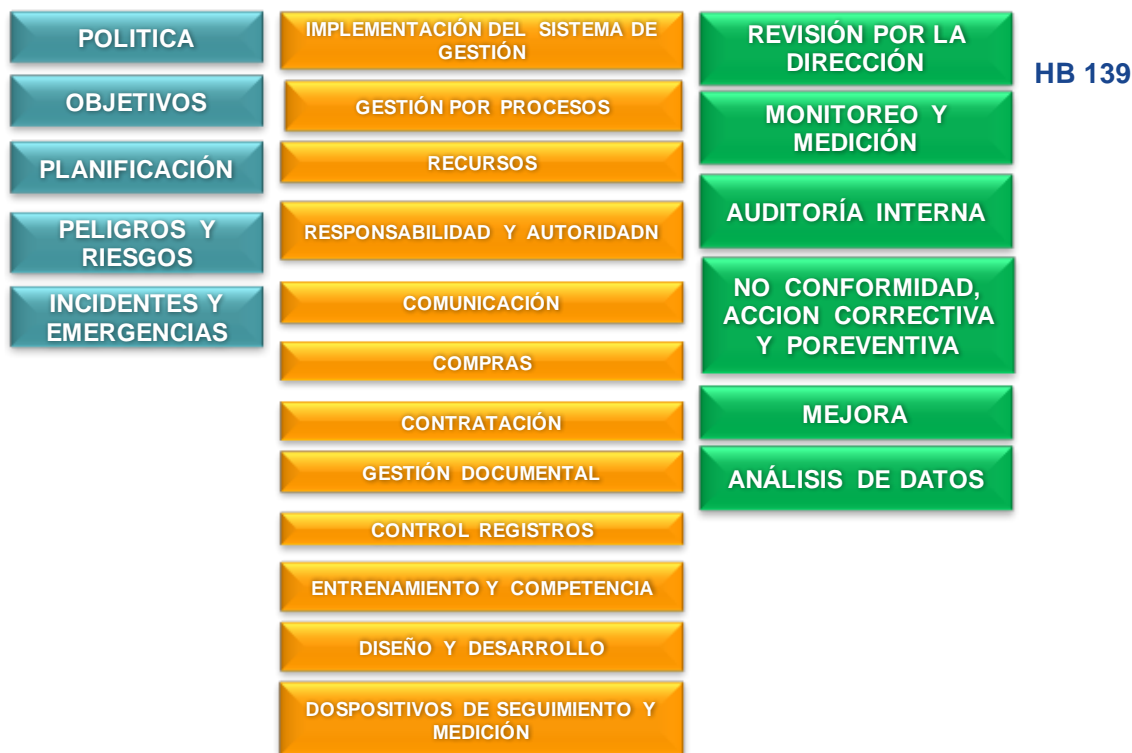 POLITICA
OBJETIVOS
PLANIFICACIÓN
PELIGROS Y
RIESGOS
INCIDENTES Y
EMERGENCIAS
IMPLEMENTACIÓN DEL SISTEMA DE
GESTIÓN
GESTIÓN POR PROCESOS
RECURSOS
RESPONSABILIDAD Y AUTORIDADN
COMUNICACIÓN
COMPRAS
CONTRATACIÓN
GESTIÓN DOCUMENTAL
CONTROL REGISTROS
ENTRENAMIENTO Y COMPETENCIA
DISEÑO Y DESARROLLO
DOSPOSITIVOS DE SEGUIMIENTO Y
MEDICIÓN
REVISIÓN POR LA
DIRECCIÓN
MONITOREO Y
MEDICIÓN
AUDITORÍA INTERNA
NO CONFORMIDAD,
ACCION CORRECTIVA
Y POREVENTIVA
MEJORA
ANÁLISIS DE DATOS
HB 139